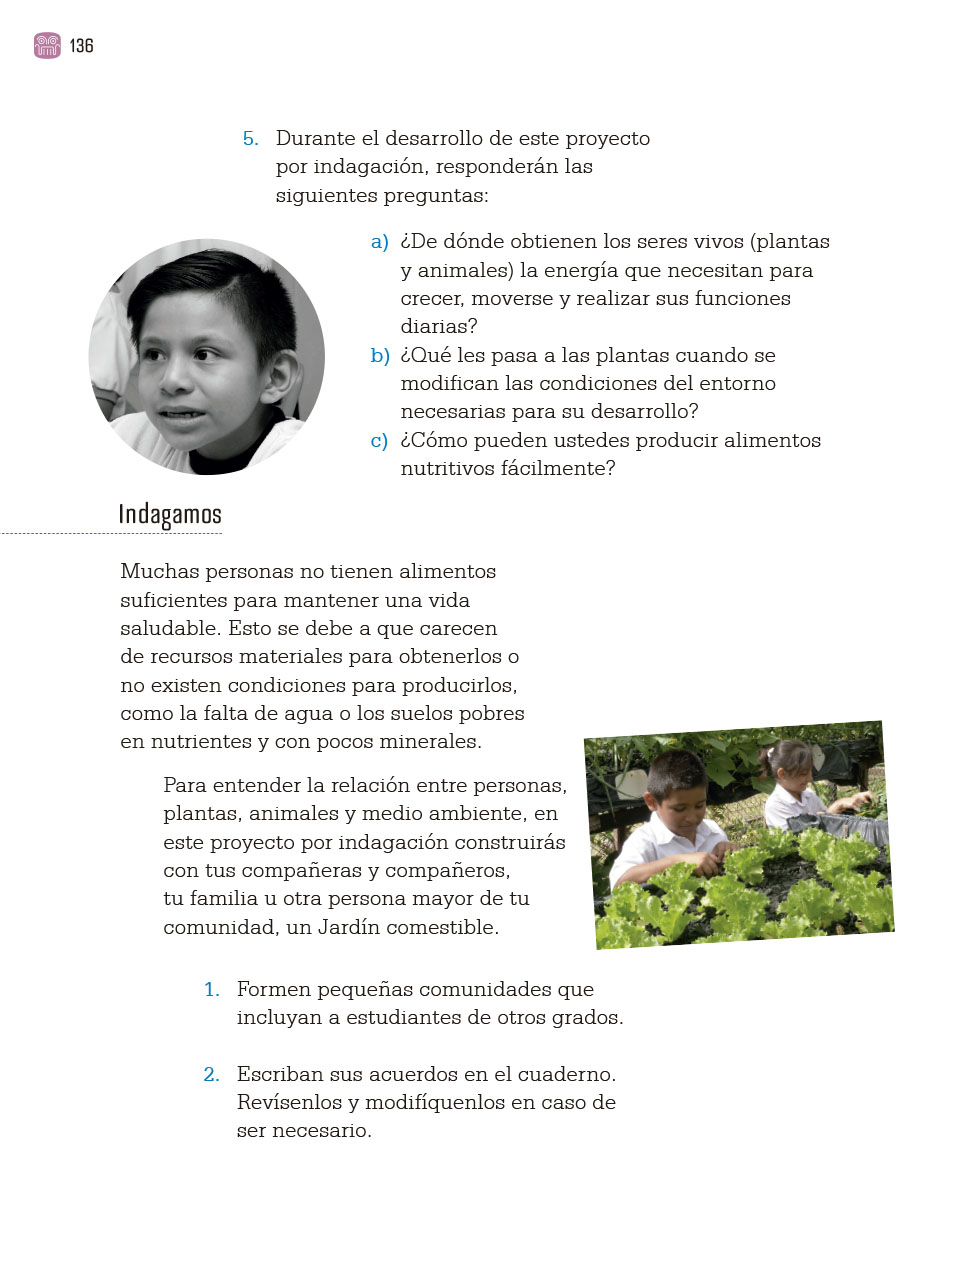 136
5. Durante el desarrollo de este proyecto
por indagación, responderán las
siguientes preguntas:
a) ¿De dónde obtienen los seres vivos (plantas
y animales) la energía que necesitan para
crecer, moverse y realizar sus funciones
diarias?
b) ¿Qué les pasa a las plantas cuando se
modifican las condiciones del entorno
necesarias para su desarrollo?
c) ¿Cómo pueden ustedes producir alimentos
nutritivos fácilmente?
Indagamos
Muchas personas no tienen alimentos
suficientes para mantener una vida
saludable. Esto se debe a que carecen
de recursos materiales para obtenerlos o
no existen condiciones para producirlos,
como la falta de agua o los suelos pobres
en nutrientes y con pocos minerales.
Para entender la relación entre personas,
plantas, animales y medio ambiente, en
este proyecto por indagación construirás
con tus compañeras y compañeros,
tu familia u otra persona mayor de tu
comunidad, un Jardín comestible.
1. Formen pequeñas comunidades que
incluyan a estudiantes de otros grados.
2. Escriban sus acuerdos en el cuaderno.
Revísenlos y modifíquenlos en caso de
ser necesario.